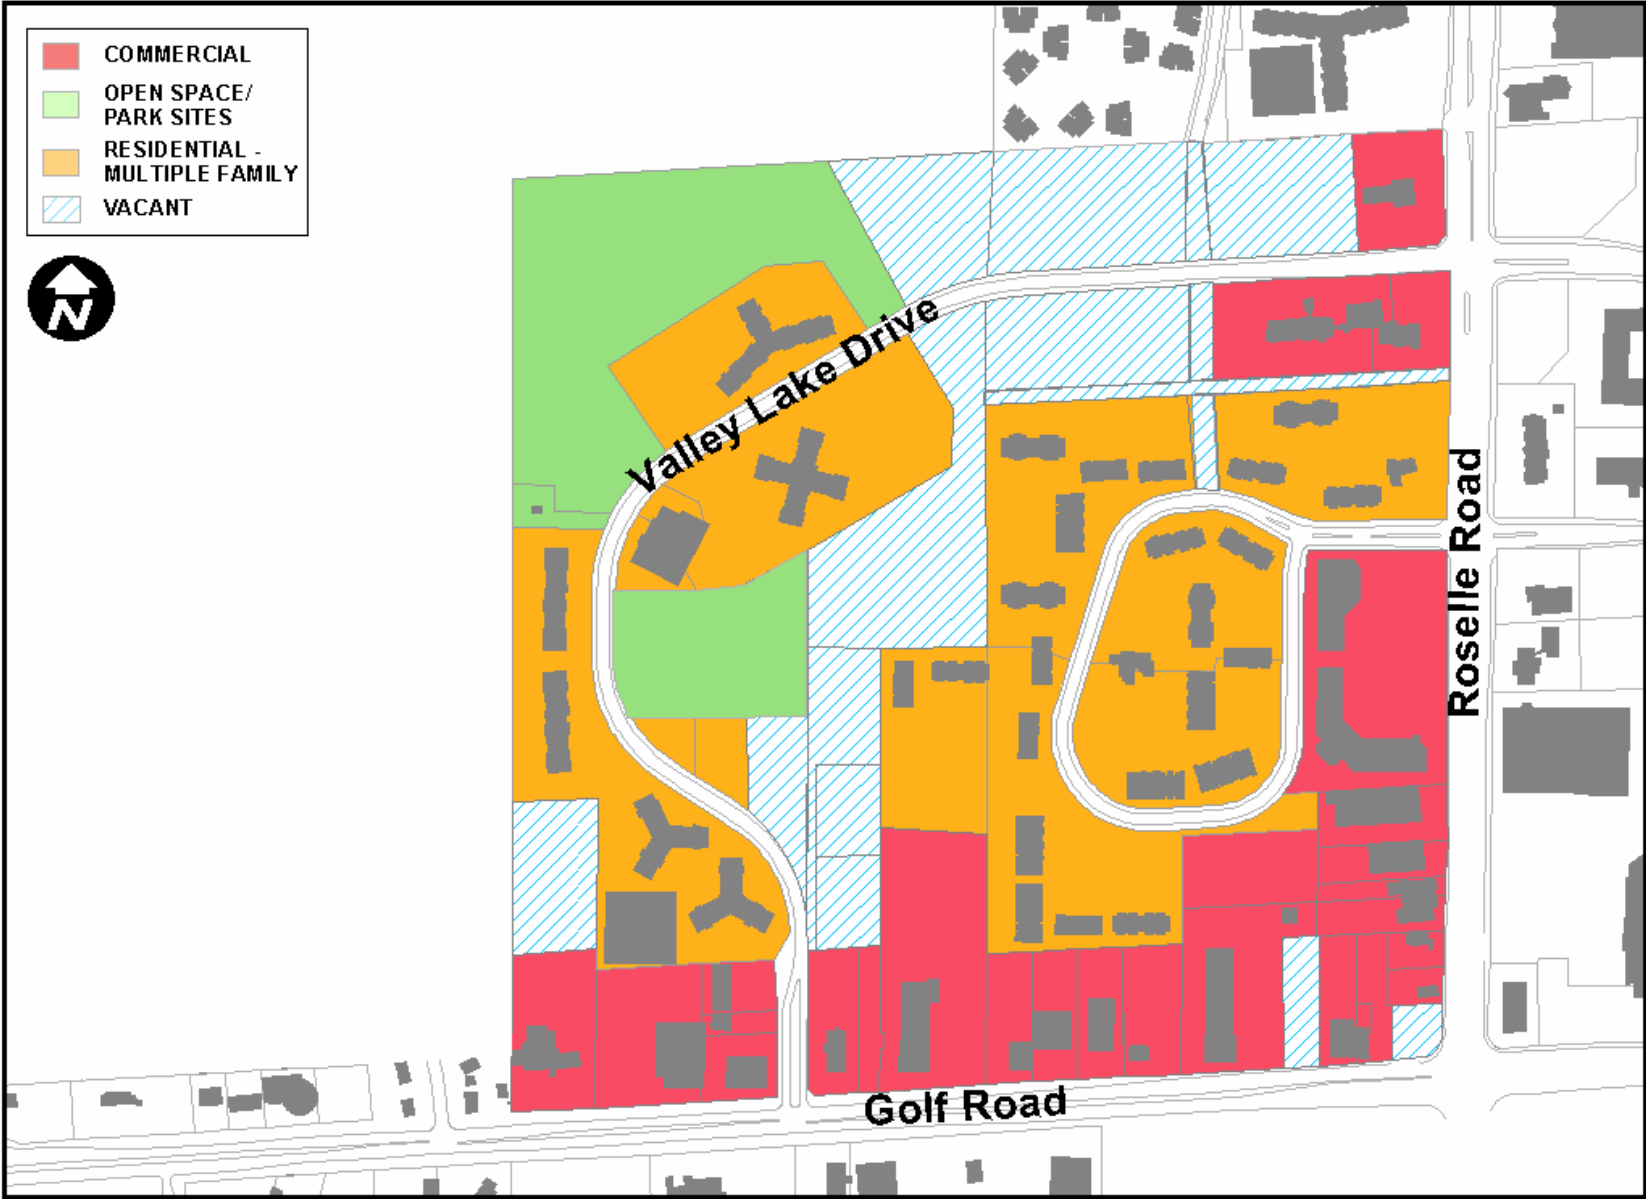 COMMERCIAL
OPEN SPACE/
PARK SITES
RESIDENTIAL -
MULTIPLE FAMILY
VACANT
N
Valley Lake Drive
Roselle Road
Golf Road